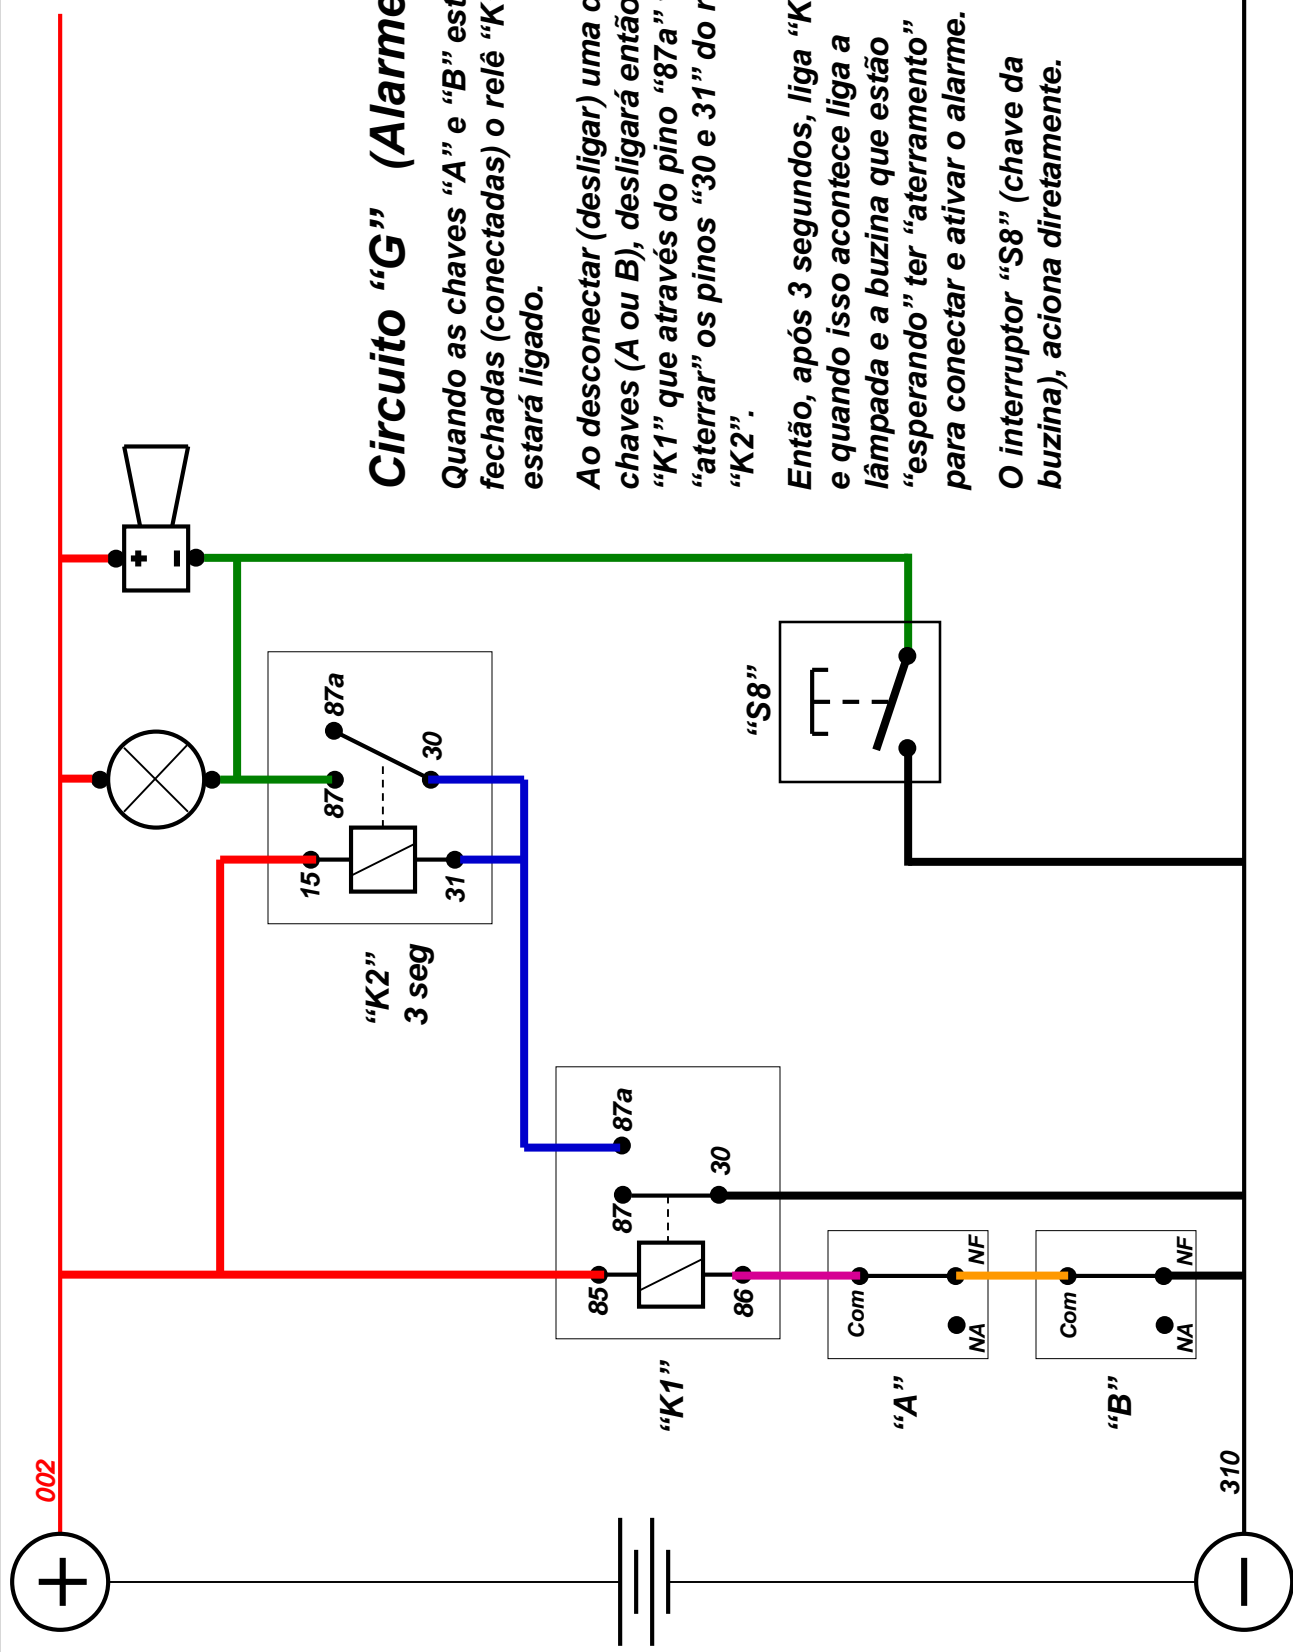 002
310
"K1"
85
86
87
87a
30
"A"
Com
NA
NF
"B"
Com
NA
NF
"K2"
3 seg
15
31
87
87a
30
"S8"
+
-
Circuito "G" (Alarme
Quando as chaves "A" e "B" est
fechadas (conectadas) o relê "K
estará ligado.
Ao desconectar (desligar) uma d
chaves (A ou B), desligará então
"K1" que através do pino "87a"
"aterrar" os pinos "30 e 31" do r
"K2".
Então, após 3 segundos, liga "K
e quando isso acontece liga a
lâmpada e a buzina que estão
"esperando" ter "aterramento"
para conectar e ativar o alarme.
O interruptor "S8" (chave da
buzina), aciona diretamente.